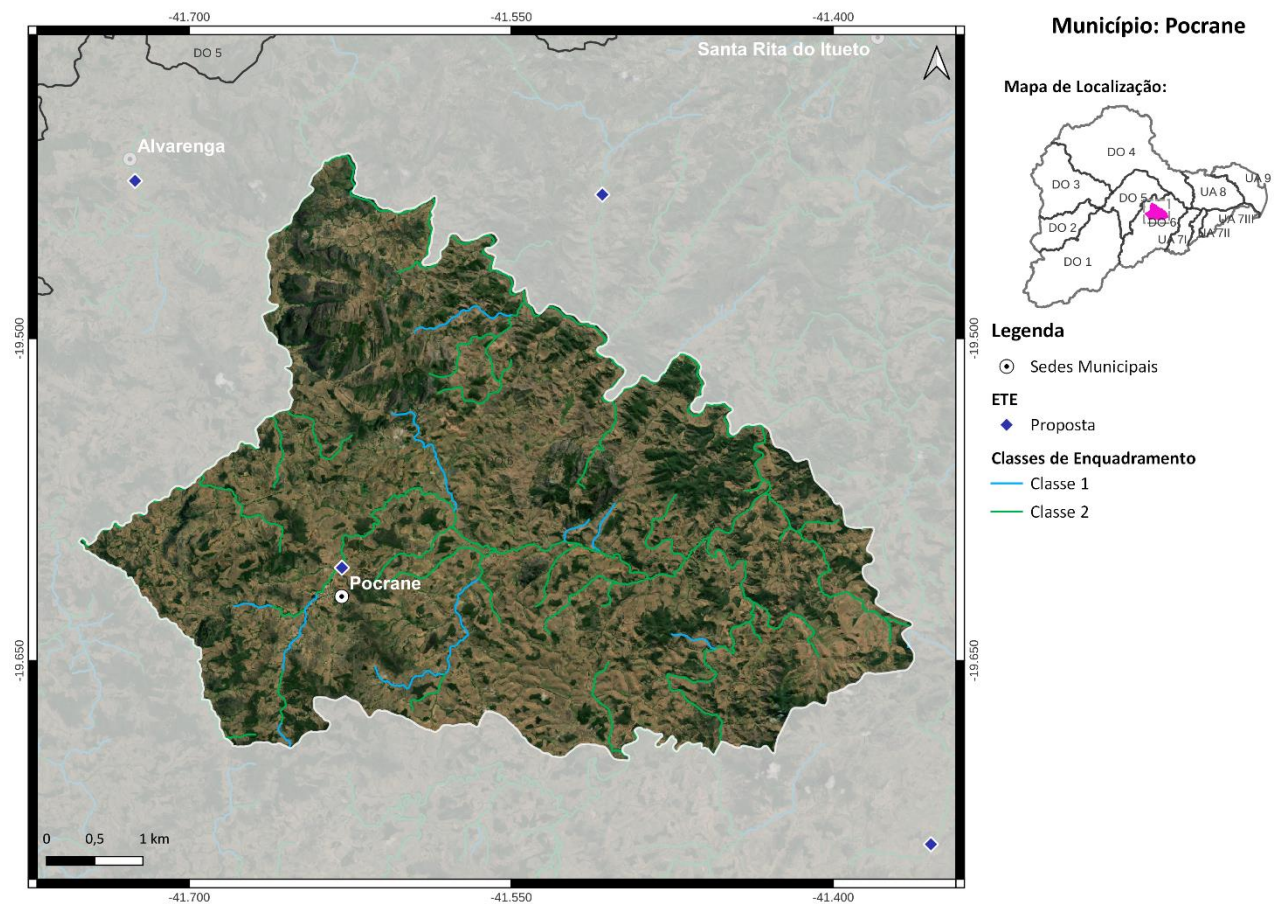 Município: Pocrane
-41.700
-41.550
-41.400
DO 5
Santa Rita do Itueto
Alvarenga
-19.500
-19.500
Pocrane
-19.650
-19.650
0
0,5
1 km
-41.700
-41.550
-41.400
Mapa de Localização:
DO 4
DO 3
UA 8
UA 9
DO 5
DO 2
DO 6
UA 7III
UA 7II
UA 7I
DO 1
Legenda
Sedes Municipais
ETE
Proposta
Classes de Enquadramento
Classe 1
Classe 2